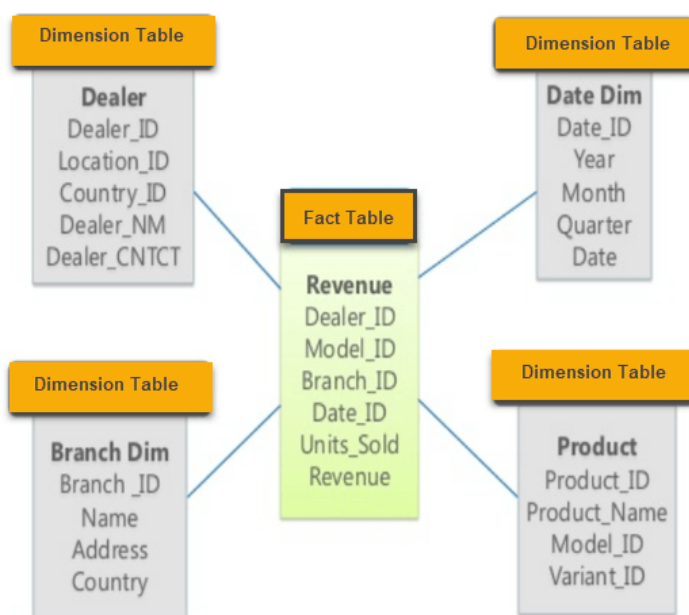 Dimension Table
Dealer
Dealer_ID
Location_ID
Country_ID
Dealer_NM
Dealer_CNTCT
Dimension Table
Date Dim
Date_ID
Year
Month
Quarter
Date
Fact Table
Revenue
Dealer_ID
Model_ID
Branch_ID
Date_ID
Units_Sold
Revenue
Dimension Table
Branch Dim
Branch _ID
Name
Address
Country
Dimension Table
Product
Product_ID
Product_Name
Model_ID
Variant_ID